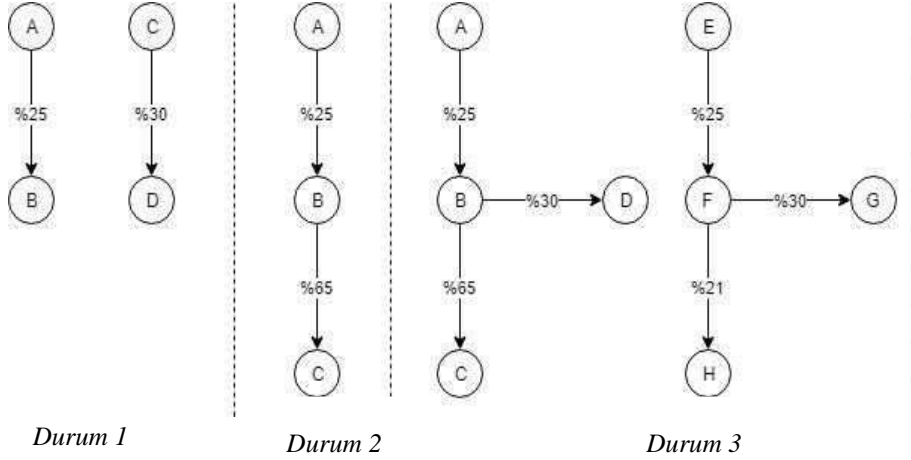 A C A A E
%25 %30 %25 %25 %25
B D B B %30 D F %30 G
%65 %65 %21
C C H
Durum 1 Durum 2 Durum 3